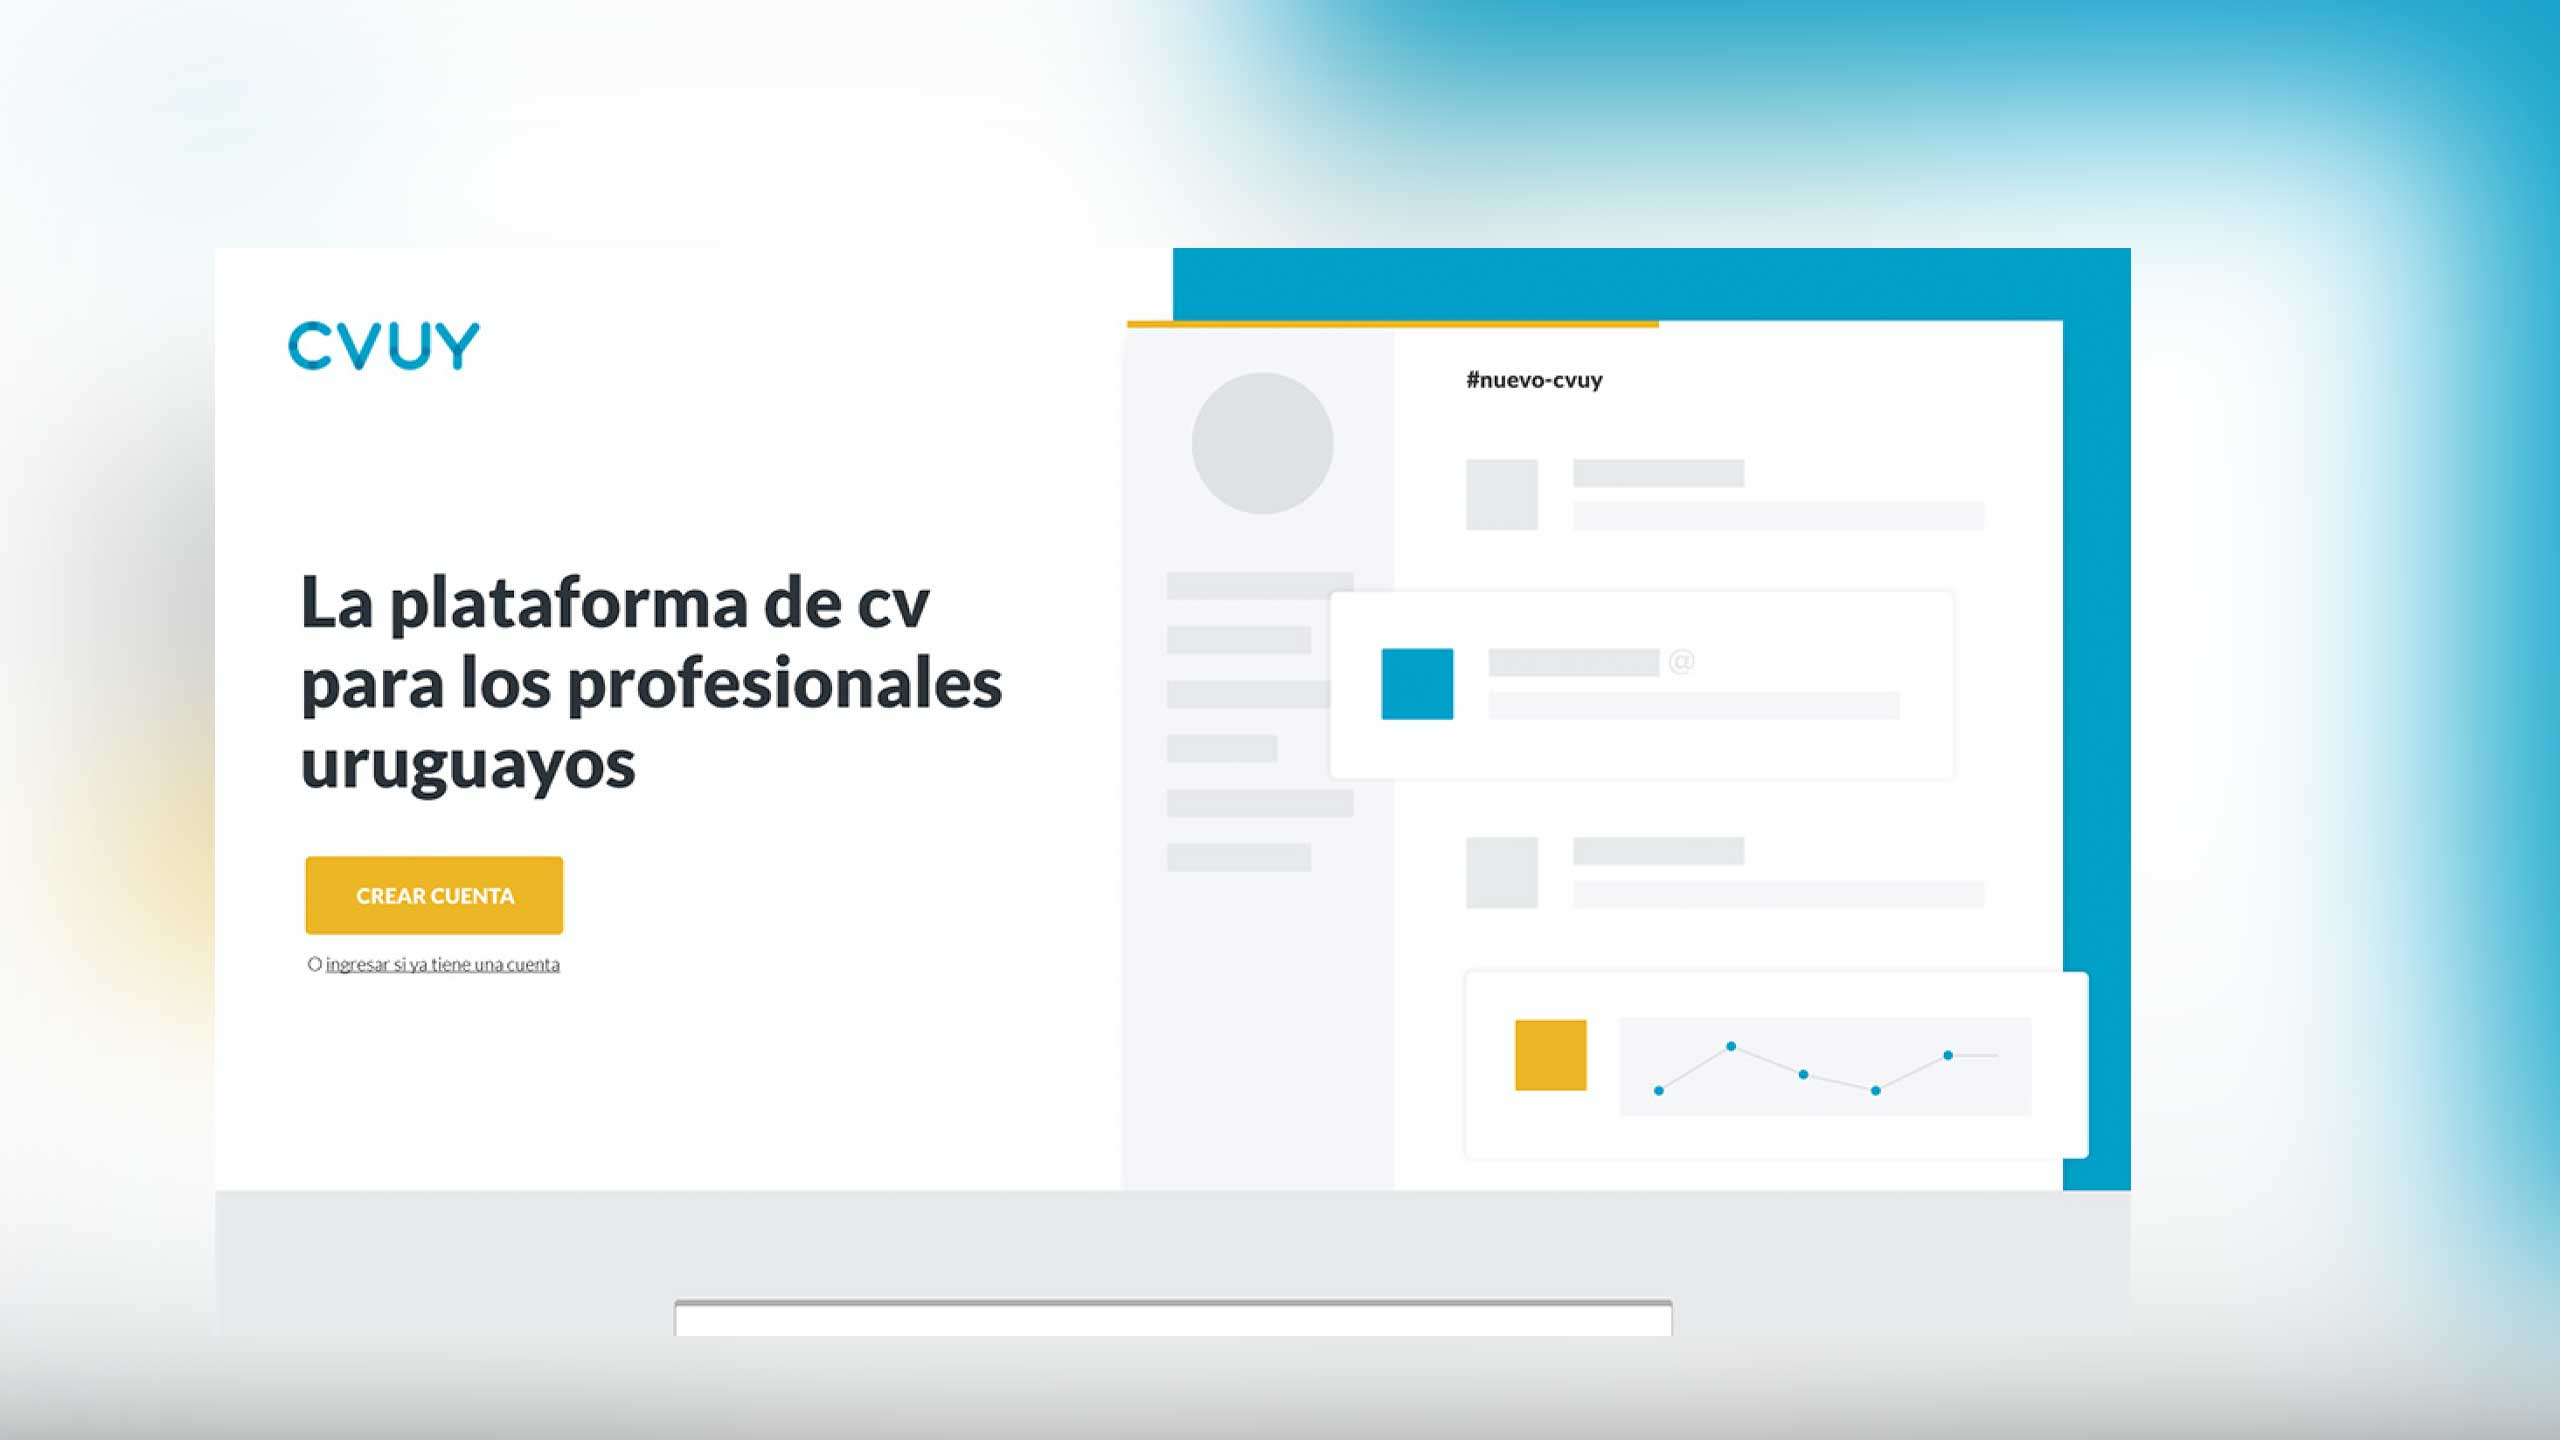 CVUY
La plataforma de cv
para los profesionales
uruguayos
CREAR CUENTA
O ingresar si ya tiene una cuenta
#nuevo-cvuy
@